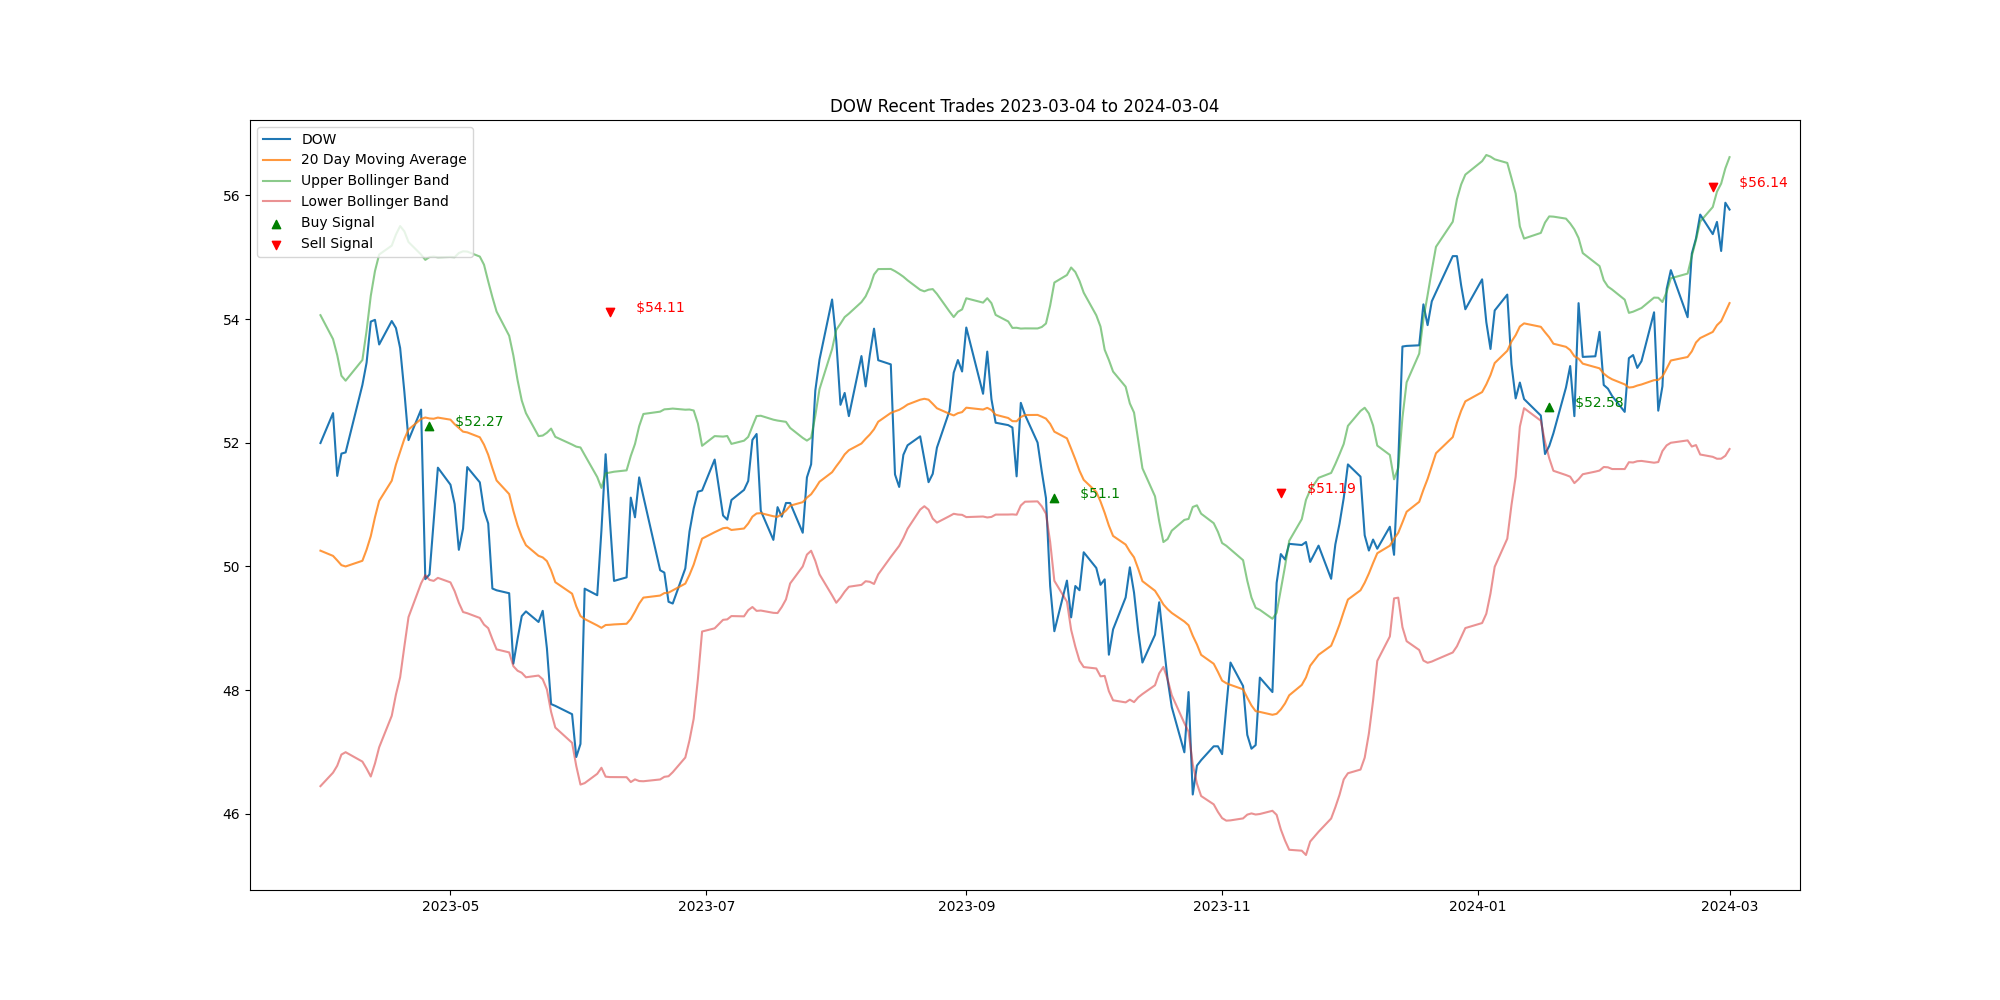 DOW Recent Trades 2023-03-04 to 2024-03-04
DOW
20 Day Moving Average
Upper Bollinger Band
Lower Bollinger Band
Buy Signal
Sell Signal
56
54
52
50
48
46
$56.14
$54.11
$52.27
$52.58
$51.1
$51.19
2023-05
2023-07
2023-09
2023-11
2024-01
2024-03